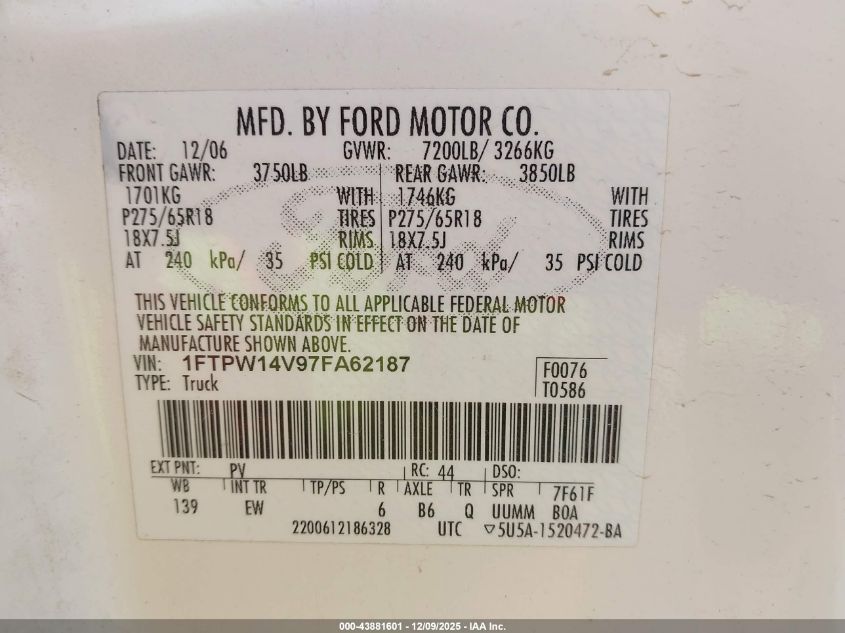 MFD. BY FORD MOTOR CO.
DATE: 12/06 GVWR: 7200LB/ 3266KG
FRONT GAWR: 3750LB REAR GAWR: 3850LB
1701KG WITH 1746KG WITH
P275/65R18 TIRES P275/65R18 TIRES
18X7.5J RIMS 18X7.5J RIMS
AT 240 kPa/ 35 PSI COLD AT 240 kPa/ 35 PSI COLD
Ford
THIS VEHICLE CONFORMS TO ALL APPLICABLE FEDERAL MOTOR
VEHICLE SAFETY STANDARDS IN EFFECT ON THE DATE OF
MANUFACTURE SHOWN ABOVE.
VIN: 1FTPW14V97FA62187 F0076
TYPE: Truck T0586
EXT PNT: PV RC: 44 DSO:
WB INT TR TP/PS R AXLE TR SPR 7F61F
139 EW 6 B6 Q UUMM BOA
2200612186328 UTC ▽5U5A-1520472-BA
000-43881601 | 12/09/2025 - IAA Inc.